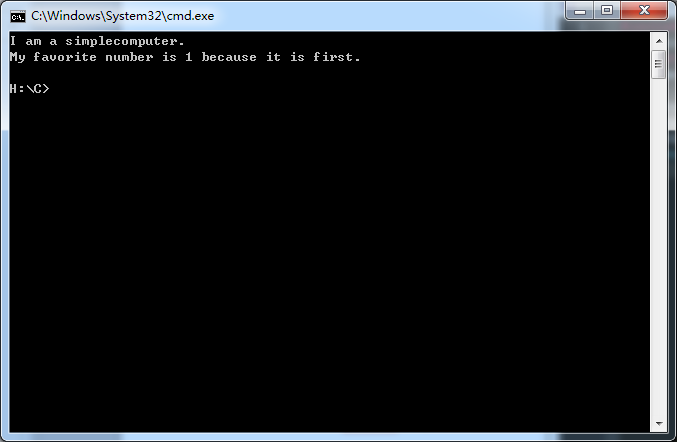 C:\Windows\System32\cmd.exe
I am a simplecomputer.
My favorite number is 1 because it is first.
H:\C>